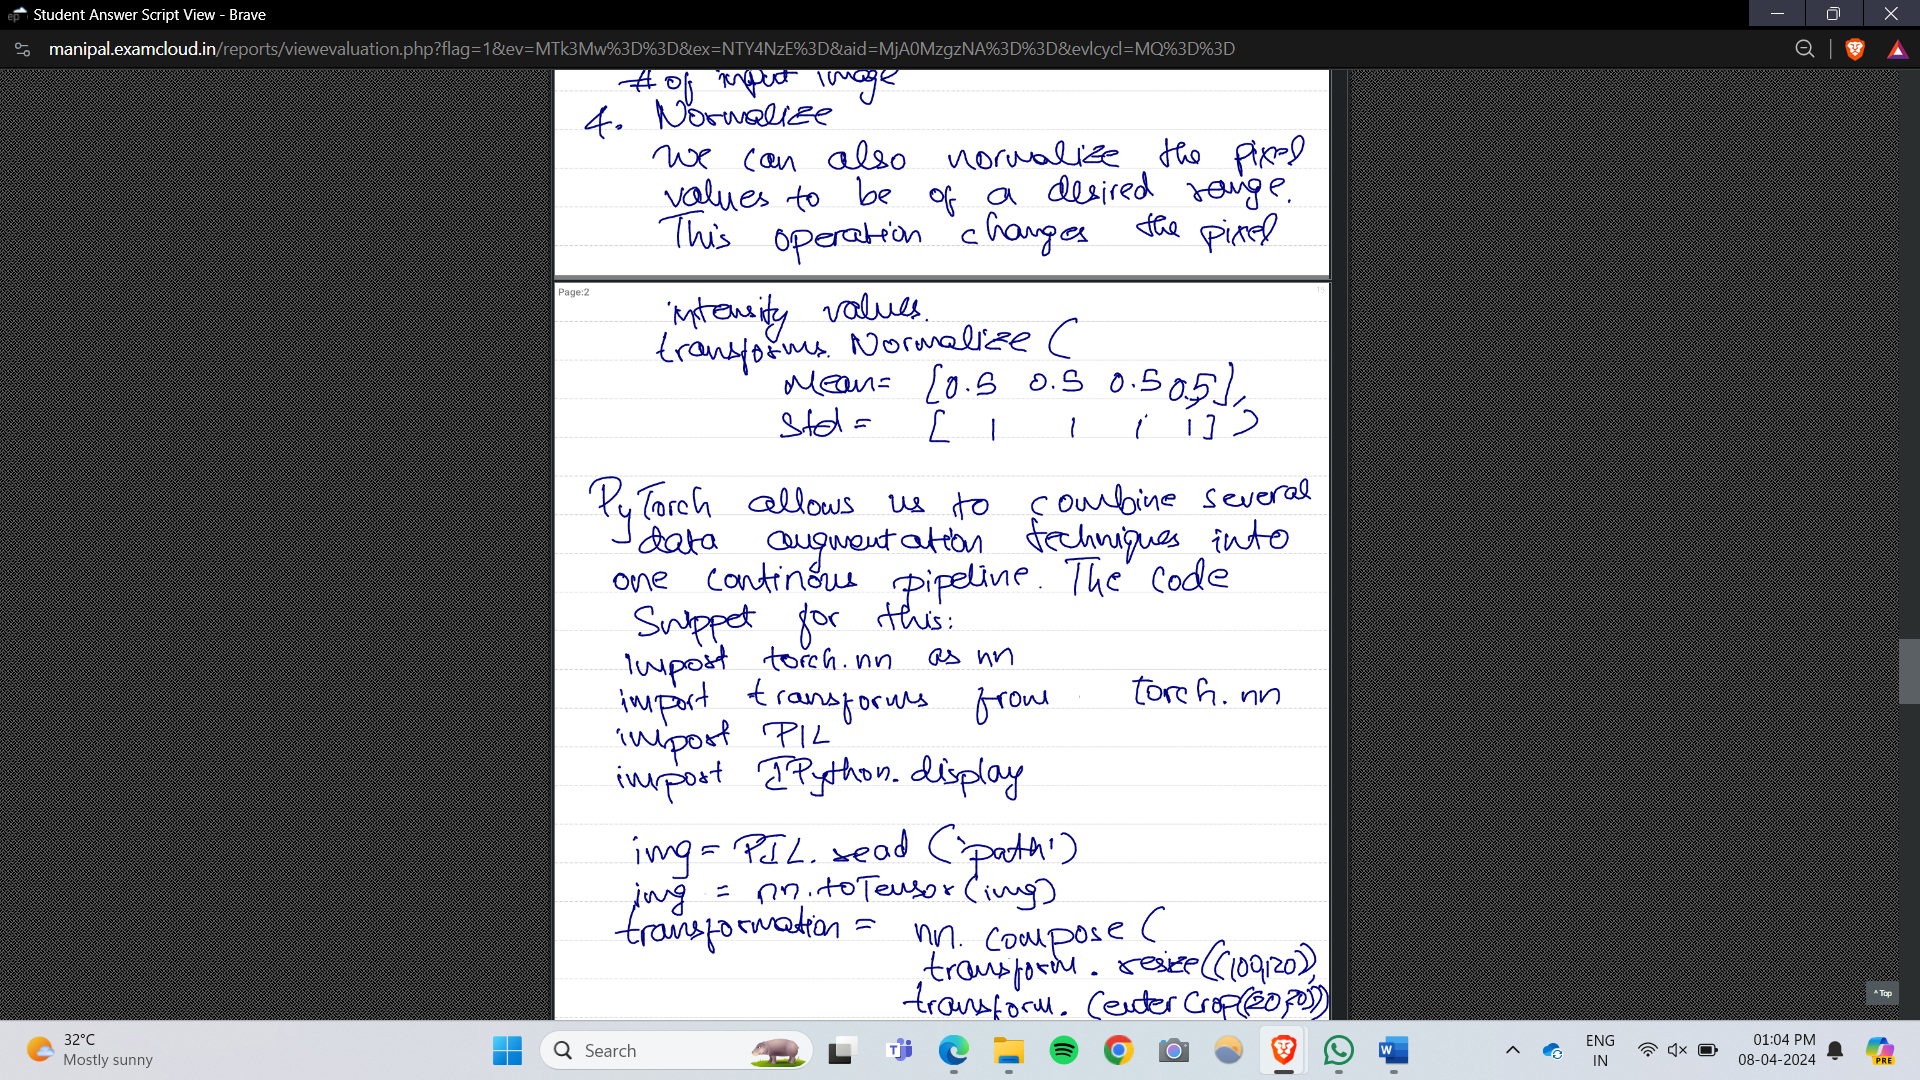 Student Answer Script View - Brave
manipal.examcloud.in/reports/viewevaluation.php?flag=1&ev=MTk3Mw%3D%3D&ex=NTY4NzE%3D&aid=MjA0MzgzNA%3D%3D&evlcycl=MQ%3D%3D
# of input image
4. Normalize
We can also normalize the pixel
values to be of a desired range.
This operation changes the pixel
Page:2
intensity values.
transforms. Normalize (
Mean= [0.5 0.5 0.5 0.5],
Std = [ 1 1 1 1] )
PyTorch allows us to combine several
data augmentation techniques into
one continous pipeline. The code
Snippet for this:
import torch.nn as nn
import transforms from torch.nn
import PIL
import IPython.display
img = PIL. read ('path')
img = nn.toTensor(img)
transformation = nn. compose (
transform. resize((100,120)),
transform. CenterCrop((20,20))
^ Top
32°C
Mostly sunny
Search
ENG
IN
01:04 PM
08-04-2024
PRE